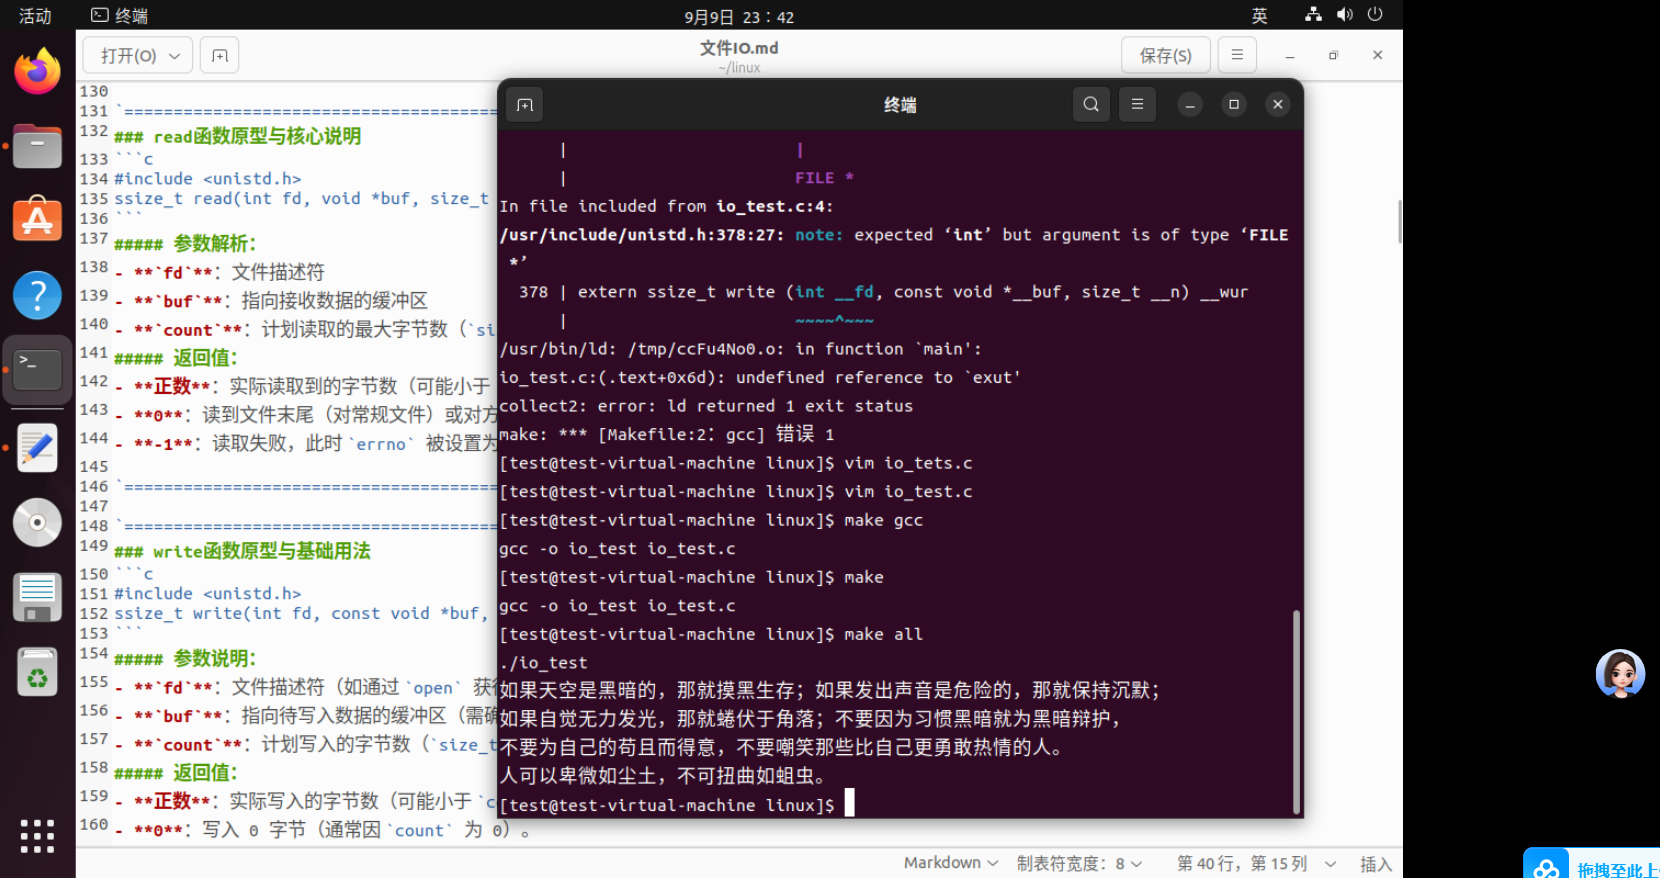 活动 终端 9月9日 23：42 英
打开(O) 文件IO.md 保存(S)
~/linux
130
131 `======================================
132 ### read函数原型与核心说明
133 ```c
134 #include <unistd.h>
135 ssize_t read(int fd, void *buf, size_t
136 ```
137 ##### 参数解析：
138 - **`fd`**：文件描述符
139 - **`buf`**：指向接收数据的缓冲区
140 - **`count`**：计划读取的最大字节数（`si
141 ##### 返回值：
142 - **正数**：实际读取到的字节数（可能小于
143 - **0**：读到文件末尾（对常规文件）或对方
144 - **-1**：读取失败，此时`errno` 被设置为
145
146 `======================================
147
148 `======================================
149 ### write函数原型与基础用法
150 ```c
151 #include <unistd.h>
152 ssize_t write(int fd, const void *buf,
153 ```
154 ##### 参数说明：
155 - **`fd`**：文件描述符（如通过`open` 获
156 - **`buf`**：指向待写入数据的缓冲区（需
157 - **`count`**：计划写入的字节数（`size_t
158 ##### 返回值：
159 - **正数**：实际写入的字节数（可能小于`c
160 - **0**：写入 0 字节（通常因`count` 为 0）。
终端
| |
| FILE *
In file included from io_test.c:4:
/usr/include/unistd.h:378:27: note: expected ‘int’ but argument is of type ‘FILE
*’
378 | extern ssize_t write (int __fd, const void *__buf, size_t __n) __wur
| ~~~~^~~~
/usr/bin/ld: /tmp/ccFu4No0.o: in function `main':
io_test.c:(.text+0x6d): undefined reference to `exut'
collect2: error: ld returned 1 exit status
make: *** [Makefile:2：gcc] 错误 1
[test@test-virtual-machine linux]$ vim io_tets.c
[test@test-virtual-machine linux]$ vim io_test.c
[test@test-virtual-machine linux]$ make gcc
gcc -o io_test io_test.c
[test@test-virtual-machine linux]$ make
gcc -o io_test io_test.c
[test@test-virtual-machine linux]$ make all
./io_test
如果天空是黑暗的，那就摸黑生存；如果发出声音是危险的，那就保持沉默；
如果自觉无力发光，那就蜷伏于角落；不要因为习惯黑暗就为黑暗辩护，
不要为自己的苟且而得意，不要嘲笑那些比自己更勇敢热情的人。
人可以卑微如尘土，不可扭曲如蛆虫。
[test@test-virtual-machine linux]$
Markdown 制表符宽度：8 第 40 行，第 15 列 插入
拖拽至此上